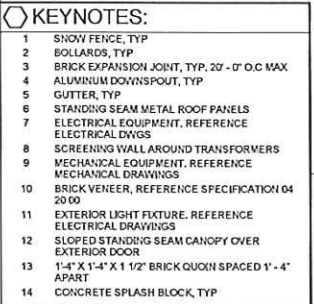 KEYNOTES:
1 SNOW FENCE, TYP
2 BOLLARDS, TYP
3 BRICK EXPANSION JOINT, TYP, 20' - 0" O.C MAX
4 ALUMINUM DOWNSPOUT, TYP
5 GUTTER, TYP
6 STANDING SEAM METAL ROOF PANELS
7 ELECTRICAL EQUIPMENT, REFERENCE
ELECTRICAL DWGS
8 SCREENING WALL AROUND TRANSFORMERS
9 MECHANICAL EQUIPMENT, REFERENCE
MECHANICAL DRAWINGS
10 BRICK VENEER, REFERENCE SPECIFICATION 04
20 00
11 EXTERIOR LIGHT FIXTURE, REFERENCE
ELECTRICAL DRAWINGS
12 SLOPED STANDING SEAM CANOPY OVER
EXTERIOR DOOR
13 1'-4" X 1'-4" X 1 1/2" BRICK QUOIN SPACED 1' - 4"
APART
14 CONCRETE SPLASH BLOCK, TYP